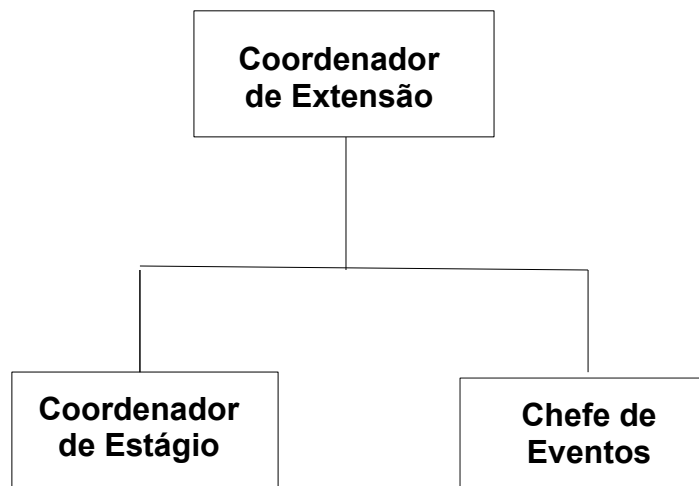 Coordenador
de Extensão
Coordenador
de Estágio
Chefe de
Eventos